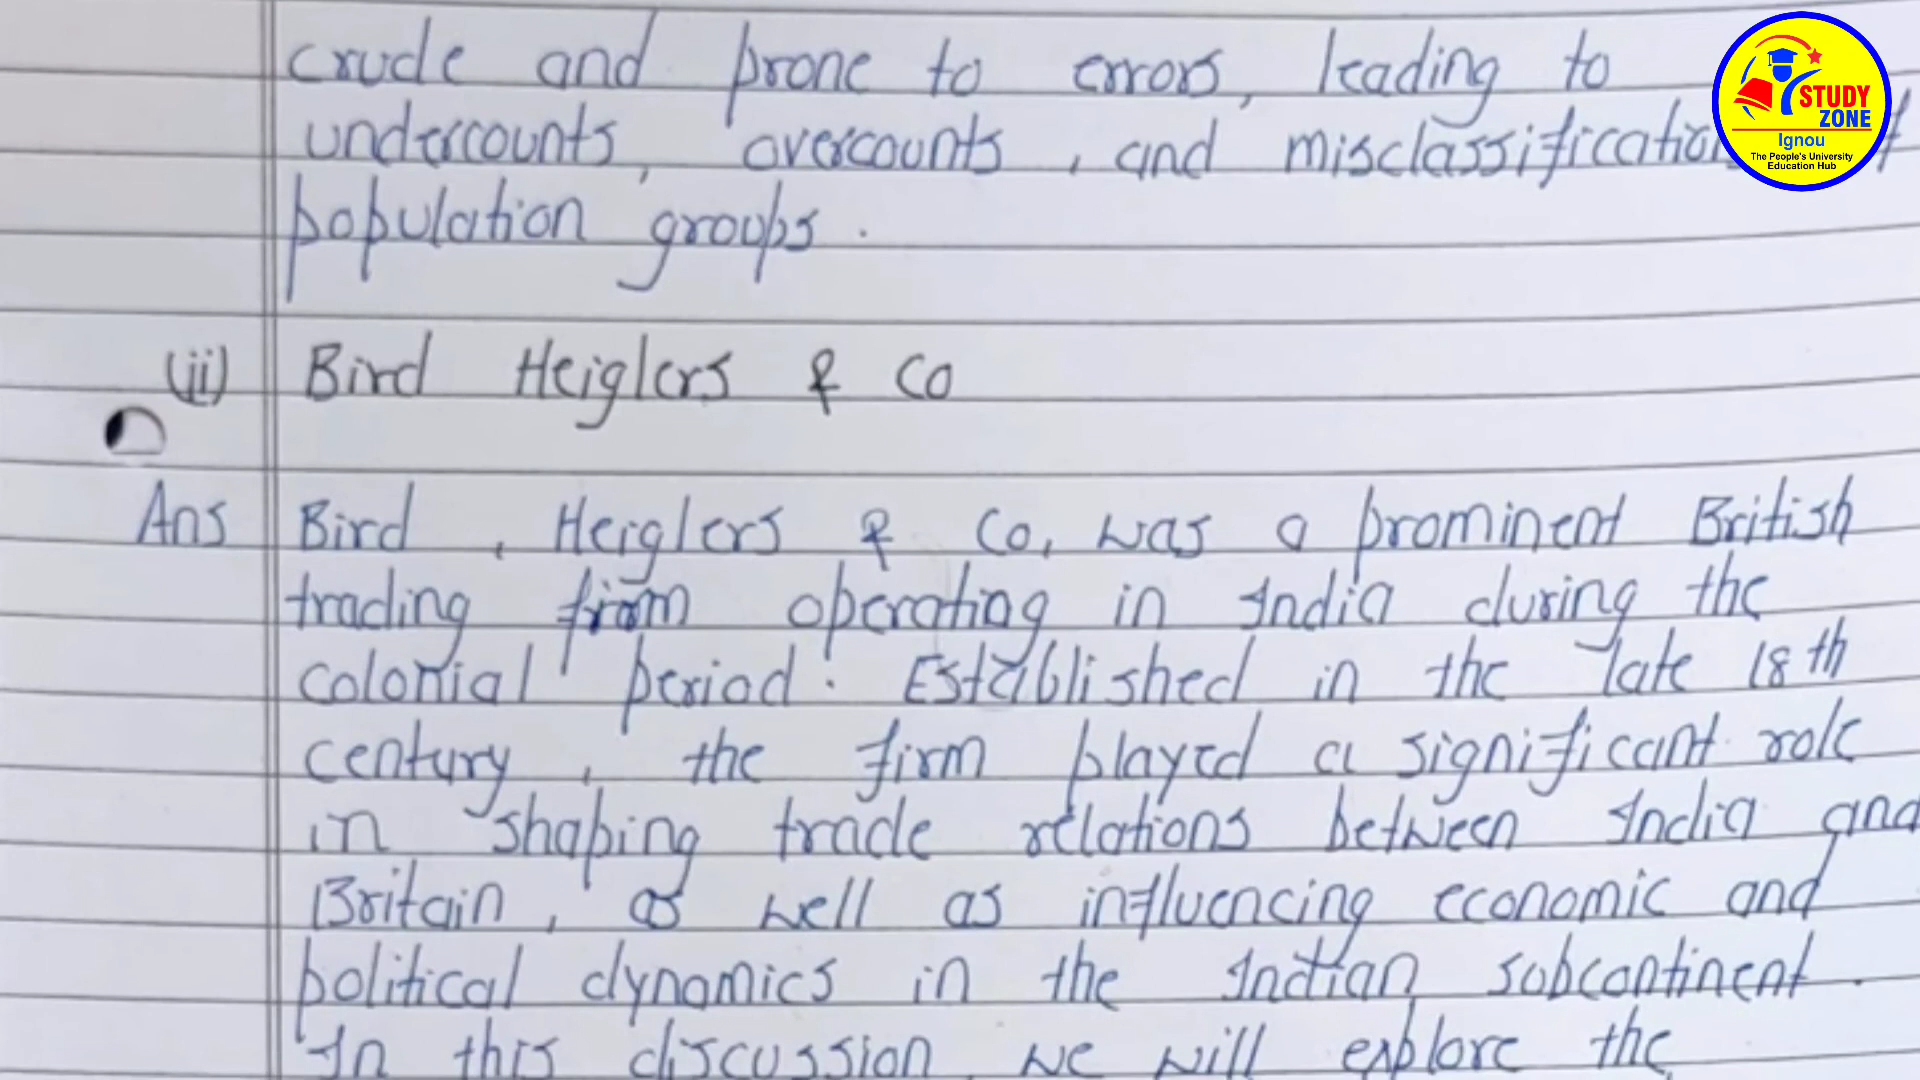 crude and prone to errors, leading to
undercounts, overcounts, and misclassification
population groups.
(ii) Bird Heiglers & Co
Ans Bird, Heiglers & Co, was a prominent British
trading firm operating in India during the
colonial period. Established in the late 18th
century, the firm played a significant role
in shaping trade relations between India and
Britain, as well as influencing economic and
political dynamics in the Indian subcontinent.
In this discussion, we will explore the
STUDY
ZONE
Ignou
The People's University
Education Hub